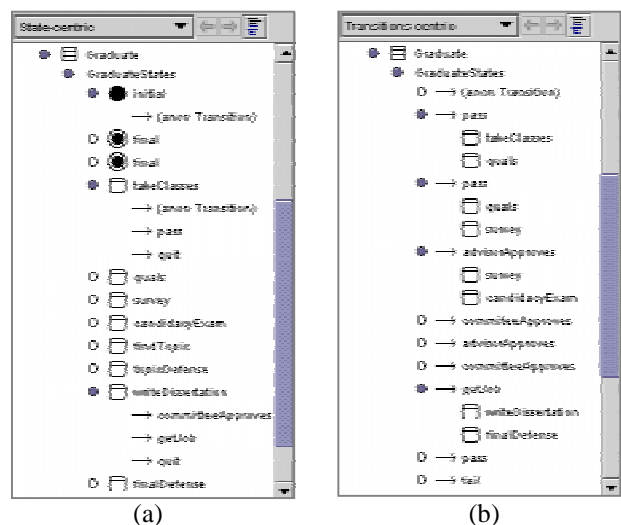 State-centric
Graduate
GraduateStates
initial
(anon Transition)
final
final
takeClasses
(anon Transition)
pass
quit
quals
survey
candidacyExam
findTopic
topicDefense
writeDissertation
committeeApproves
getJob
quit
finalDefense
(a)
Transitions-centric
Graduate
GraduateStates
(anon Transition)
pass
takeClasses
quals
pass
quals
survey
advisorApproves
survey
candidacyExam
committeeApproves
advisorApproves
committeeApproves
getJob
writeDissertation
finalDefense
pass
fail
(b)